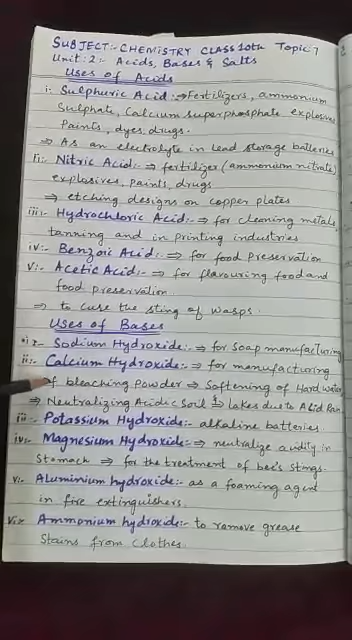 SUBJECT:- CHEMISTRY CLASS 10th Topic: 7
Unit: 2 :- Acids, Bases & Salts
Uses of Acids
i:- Sulphuric Acid:- ⇒ Fertilizers, ammonium
Sulphate, Calcium superphosphate explosive
Paints, dyes, drugs.
⇒ As an electrolyte in Lead storage batteries
ii:- Nitric Acid:- ⇒ fertilizer (ammonium nitrate)
explosives, paints, drugs
⇒ etching designs on copper plates
iii:- Hydrochloric Acid:- ⇒ for cleaning metals
tanning and in printing industries
iv:- Benzoic Acid:- ⇒ for food preservation
v:- Acetic Acid:- ⇒ for flavouring food and
food preservation.
⇒ to cure the sting of wasps.
Uses of Bases
i:- Sodium Hydroxide:- ⇒ for soap manufacturing
ii:- Calcium Hydroxide:- ⇒ for manufacturing
of bleaching Powder ⇒ Softening of Hard water
⇒ Neutralizing Acidic Soil & Lakes due to Acid Rain
iii:- Potassium Hydroxide:- alkaline batteries.
iv:- Magnesium Hydroxide:- ⇒ neutralize acidity in
Stomach ⇒ for the treatment of bee's stings.
v:- Aluminium hydroxide:- as a foaming agent
in fire extinguishers.
vi:- Ammonium hydroxide:- to remove grease
Stains from clothes.